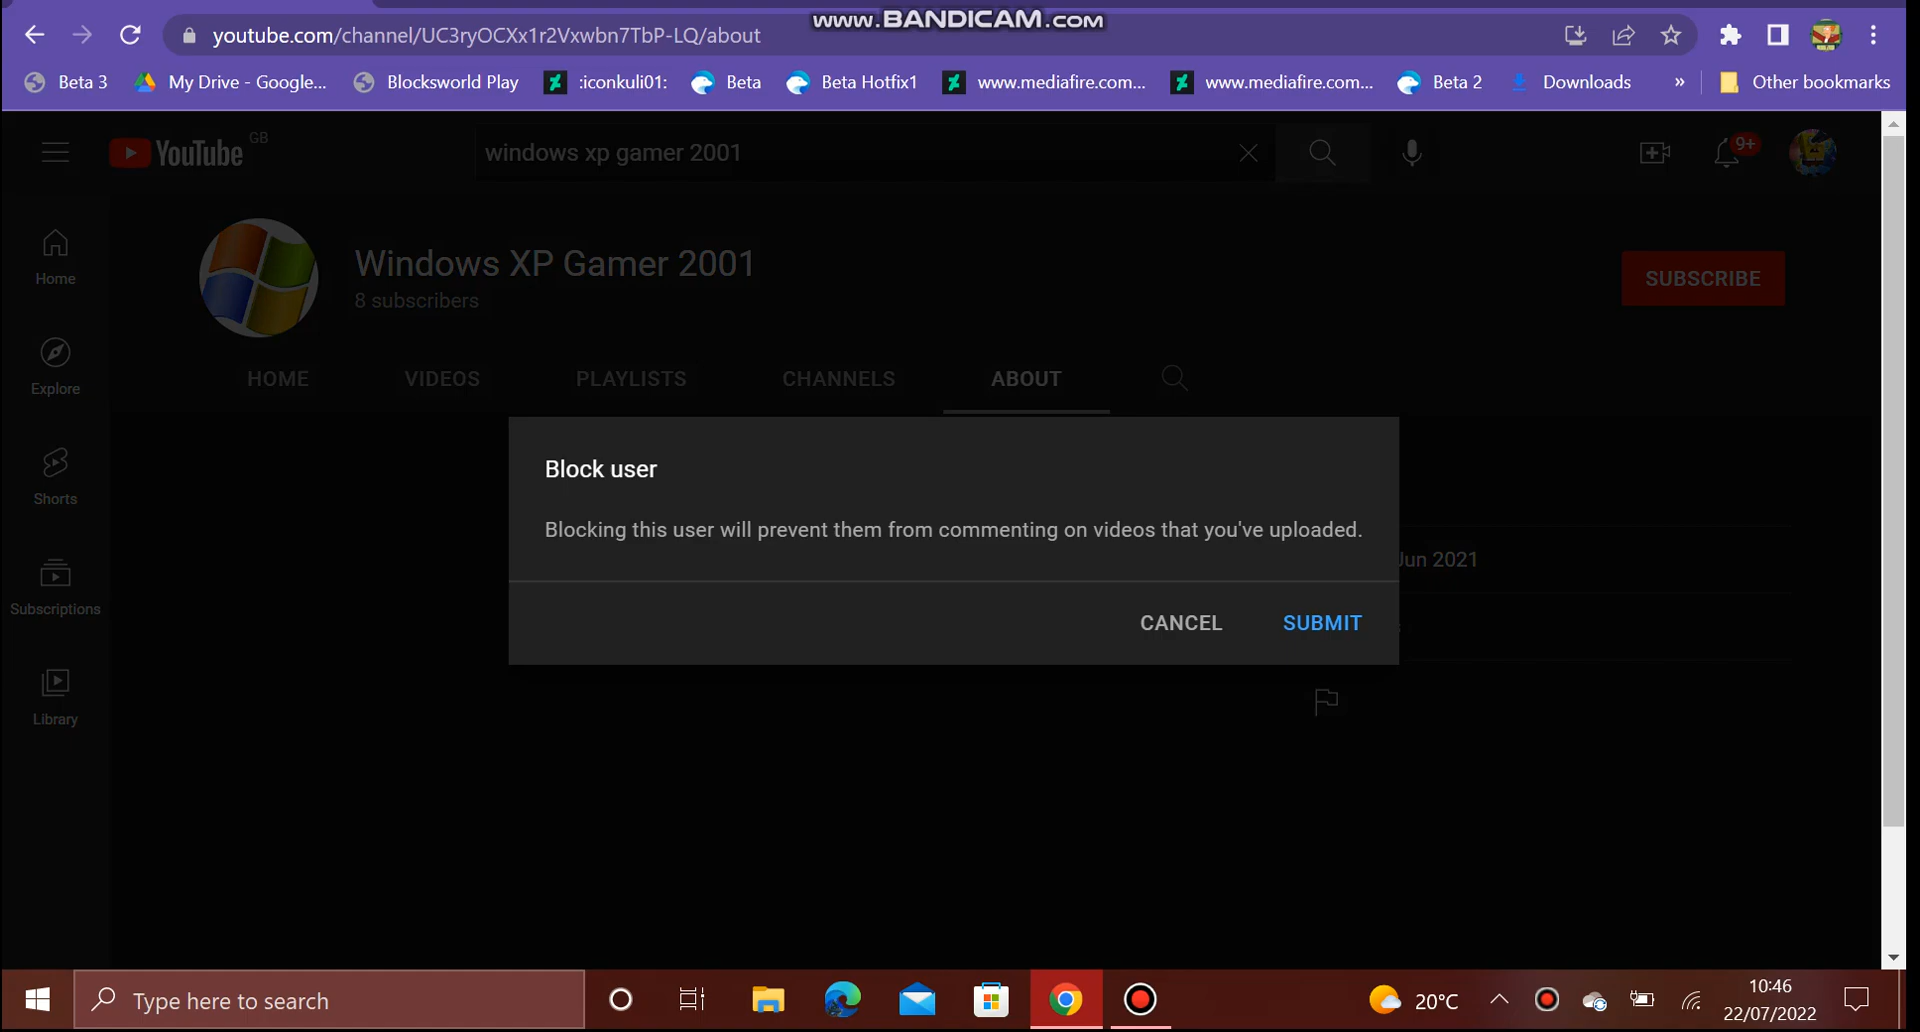 www.BANDICAM.com
youtube.com/channel/UC3ryOCXx1r2Vxwbn7TbP-LQ/about
Beta 3 My Drive - Google... Blocksworld Play :iconkuli01: Beta Beta Hotfix1 www.mediafire.com... www.mediafire.com... Beta 2 Downloads » Other bookmarks
YouTube GB windows xp gamer 2001 9+
Windows XP Gamer 2001
8 subscribers
SUBSCRIBE
HOME VIDEOS PLAYLISTS CHANNELS ABOUT
Home
Explore
Shorts
Subscriptions
Library
Block user
Blocking this user will prevent them from commenting on videos that you've uploaded.
Jun 2021
CANCEL SUBMIT
Type here to search
20°C
10:46
22/07/2022